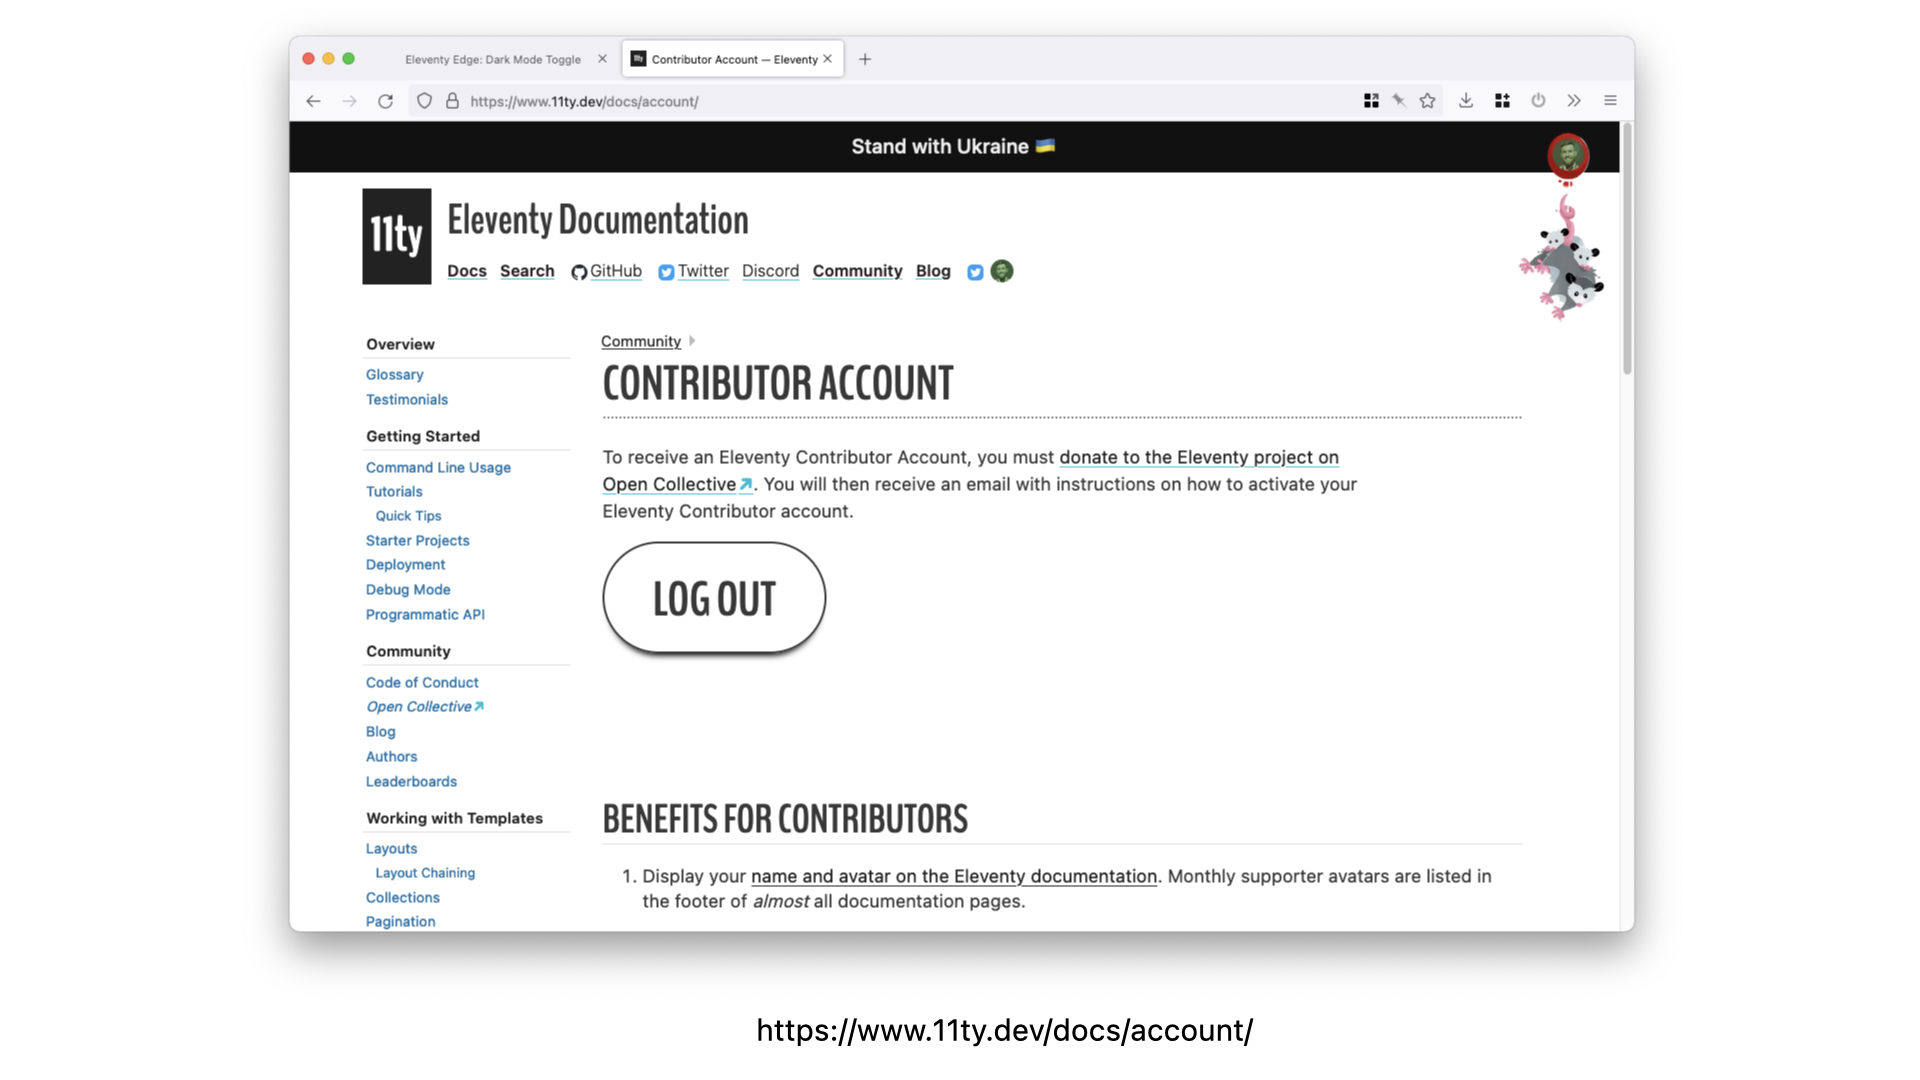 Eleventy Edge: Dark Mode Toggle
11ty Contributor Account — Eleventy
https://www.11ty.dev/docs/account/
Stand with Ukraine 🇺🇦
11ty
Eleventy Documentation
Docs Search GitHub Twitter Discord Community Blog
Overview
Glossary
Testimonials
Getting Started
Command Line Usage
Tutorials
Quick Tips
Starter Projects
Deployment
Debug Mode
Programmatic API
Community
Code of Conduct
Open Collective
Blog
Authors
Leaderboards
Working with Templates
Layouts
Layout Chaining
Collections
Pagination
Community
CONTRIBUTOR ACCOUNT
To receive an Eleventy Contributor Account, you must donate to the Eleventy project on
Open Collective. You will then receive an email with instructions on how to activate your
Eleventy Contributor account.
LOG OUT
BENEFITS FOR CONTRIBUTORS
1. Display your name and avatar on the Eleventy documentation. Monthly supporter avatars are listed in
the footer of almost all documentation pages.
https://www.11ty.dev/docs/account/